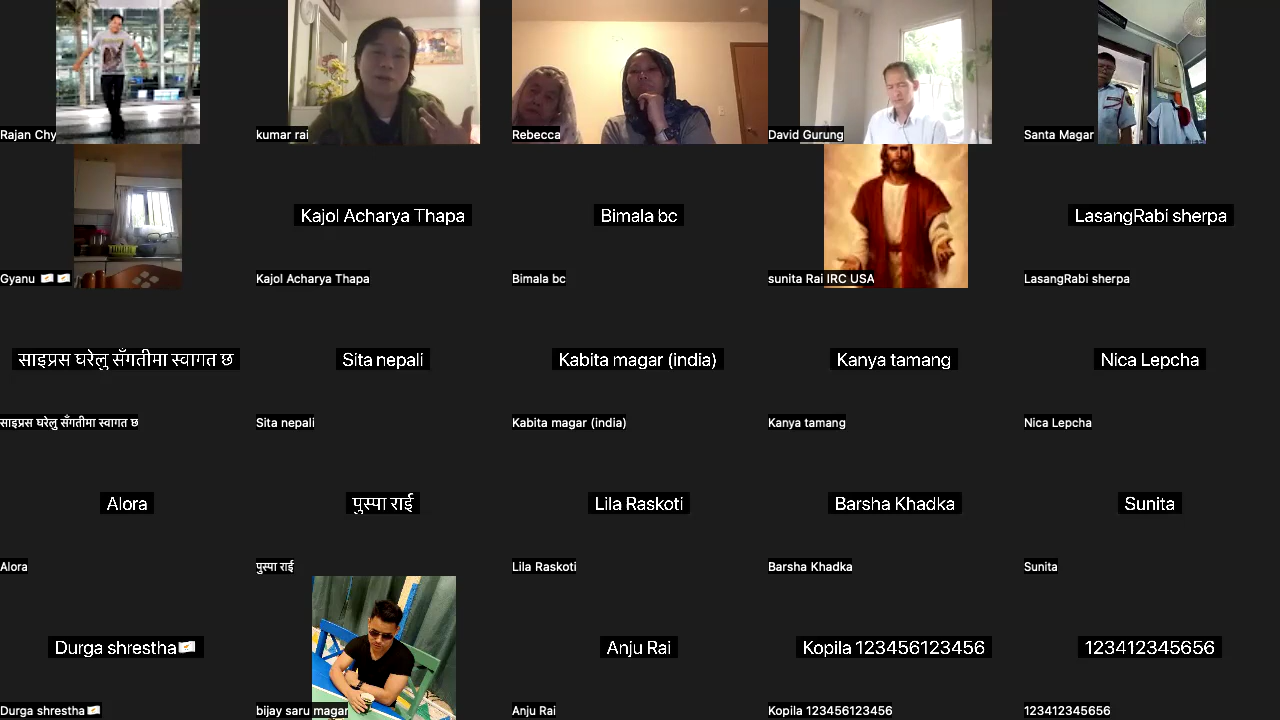 Rajan Chy
kumar rai
Rebecca
David Gurung
Santa Magar
Gyanu
Kajol Acharya Thapa
Kajol Acharya Thapa
Bimala bc
Bimala bc
sunita Rai IRC USA
LasangRabi sherpa
LasangRabi sherpa
साइप्रस घरेलु सँगतीमा स्वागत छ
साइप्रस घरेलु सँगतीमा स्वागत छ
Sita nepali
Sita nepali
Kabita magar (india)
Kabita magar (india)
Kanya tamang
Kanya tamang
Nica Lepcha
Nica Lepcha
Alora
Alora
पुस्पा राई
पुस्पा राई
Lila Raskoti
Lila Raskoti
Barsha Khadka
Barsha Khadka
Sunita
Sunita
Durga shrestha
Durga shrestha
bijay saru magar
Anju Rai
Anju Rai
Kopila 123456123456
Kopila 123456123456
123412345656
123412345656